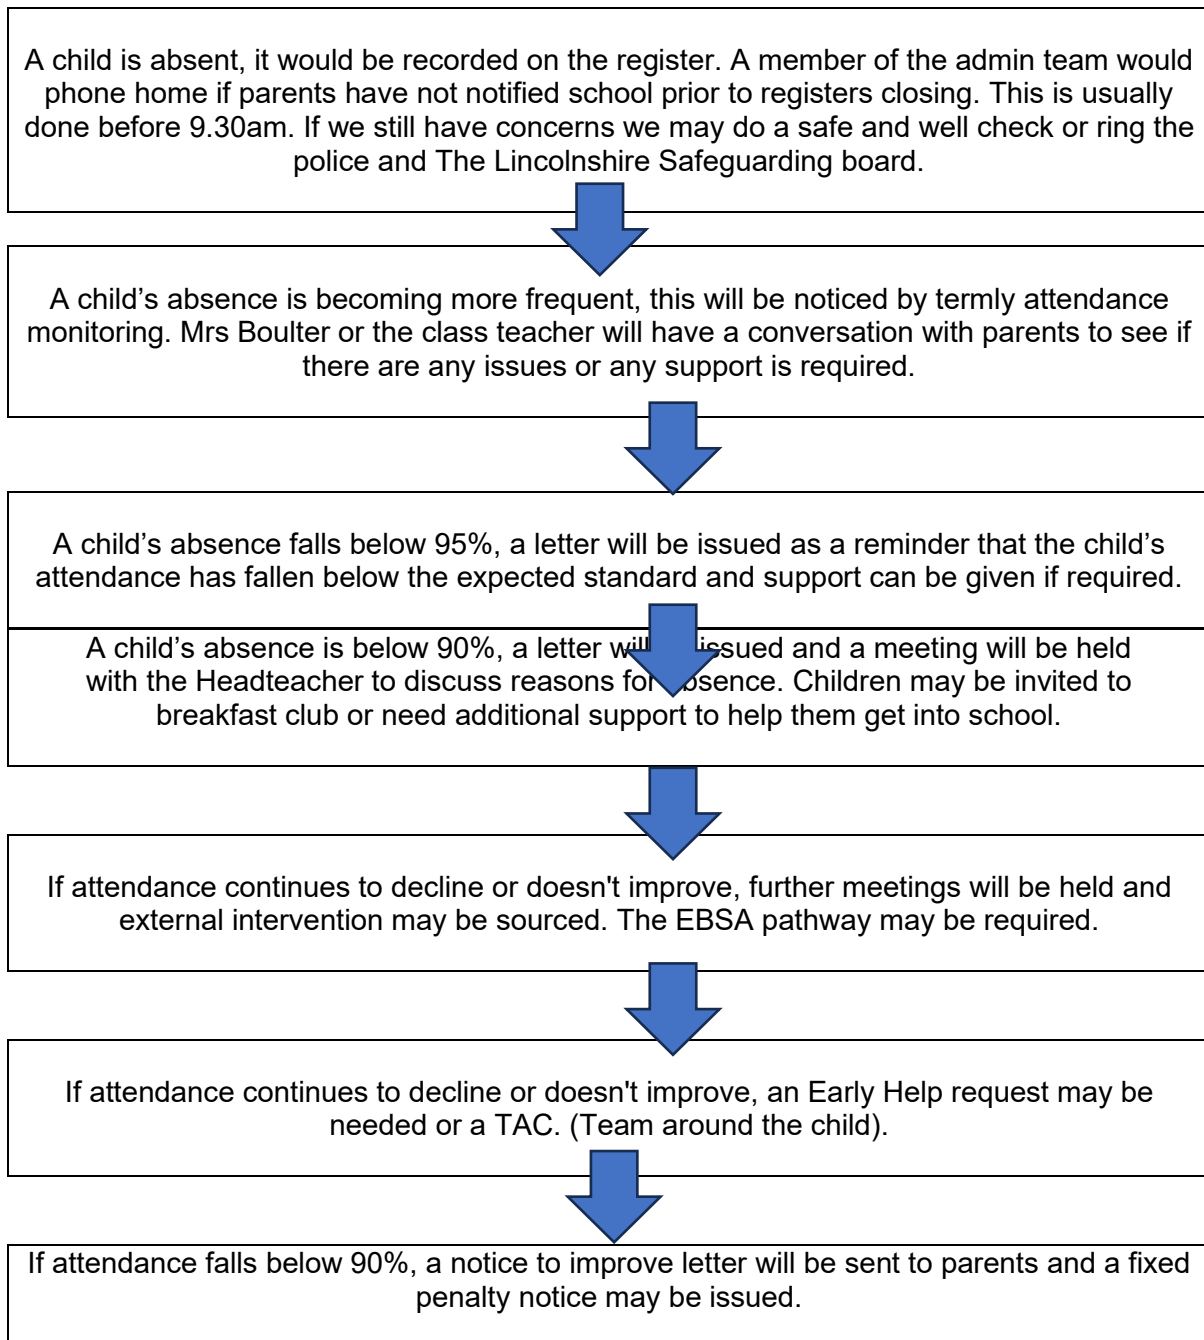 A child is absent, it would be recorded on the register. A member of the admin team would
phone home if parents have not notified school prior to registers closing. This is usually
done before 9.30am. If we still have concerns we may do a safe and well check or ring the
police and The Lincolnshire Safeguarding board.
A child’s absence is becoming more frequent, this will be noticed by termly attendance
monitoring. Mrs Boulter or the class teacher will have a conversation with parents to see if
there are any issues or any support is required.
A child’s absence falls below 95%, a letter will be issued as a reminder that the child’s
attendance has fallen below the expected standard and support can be given if required.
A child’s absence is below 90%, a letter will issued and a meeting will be held
with the Headteacher to discuss reasons for absence. Children may be invited to
breakfast club or need additional support to help them get into school.
If attendance continues to decline or doesn't improve, further meetings will be held and
external intervention may be sourced. The EBSA pathway may be required.
If attendance continues to decline or doesn't improve, an Early Help request may be
needed or a TAC. (Team around the child).
If attendance falls below 90%, a notice to improve letter will be sent to parents and a fixed
penalty notice may be issued.